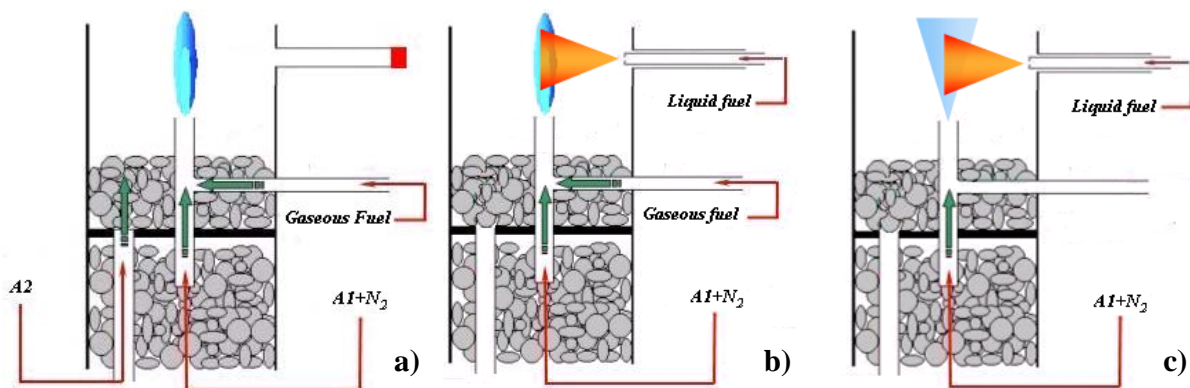 Gaseous Fuel
A2
A1+N2
a)
Liquid fuel
Gaseous fuel
A1+N2
b)
Liquid fuel
A1+N2
c)